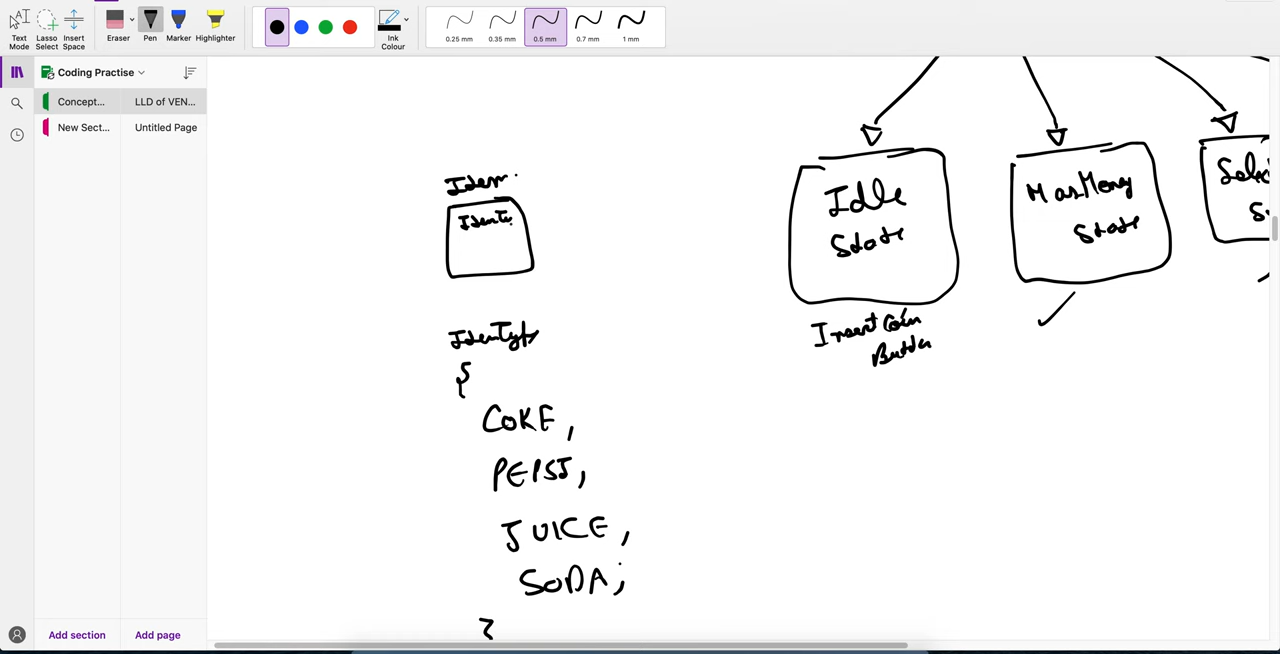 Text
Mode
Lasso
Select
Insert
Space
Eraser
Pen
Marker
Highlighter
Ink
Colour
0.25 mm
0.35 mm
0.5 mm
0.7 mm
1 mm
Coding Practise
Concept...
LLD of VEN...
New Sect...
Untitled Page
Item
ItemTy
ItemType
{
COKE,
PEPSI,
JUICE,
SODA;
}
Idle
State
Insert Coin
Button
HasMoney
State
Selec
S
Add section
Add page